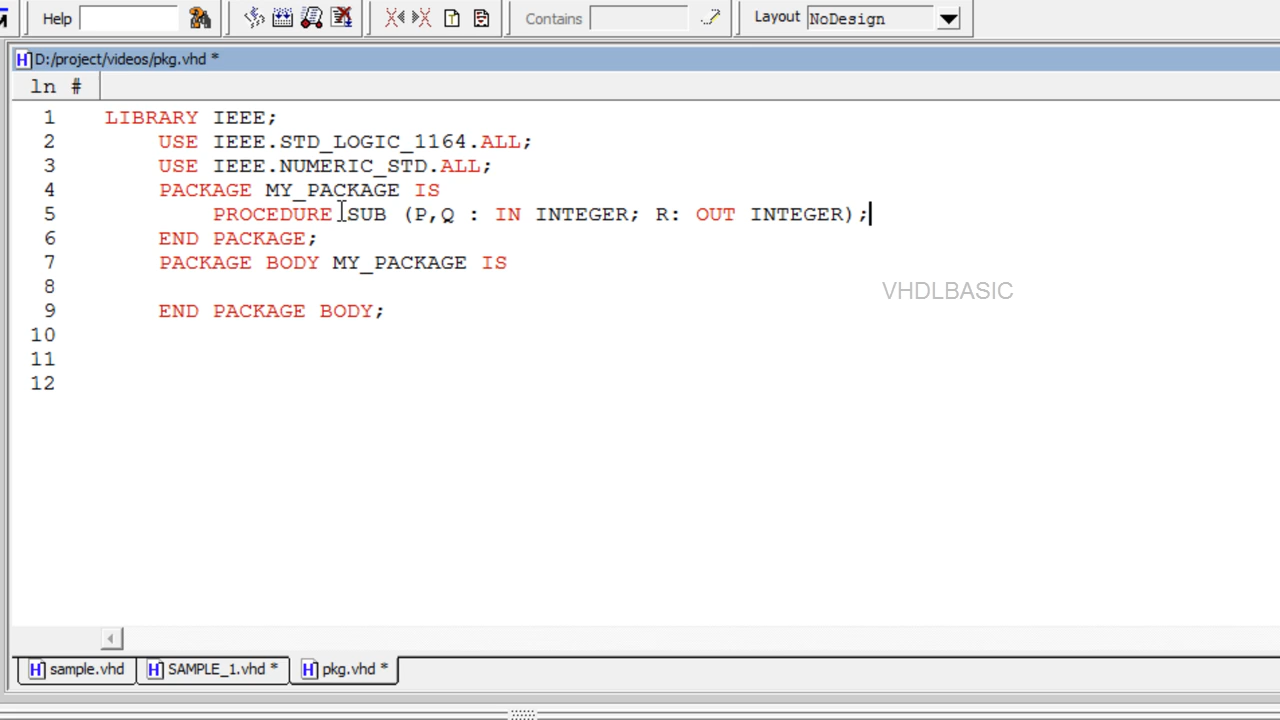 Help
Contains
Layout NoDesign
D:/project/videos/pkg.vhd *
ln #
1 LIBRARY IEEE;
2 USE IEEE.STD_LOGIC_1164.ALL;
3 USE IEEE.NUMERIC_STD.ALL;
4 PACKAGE MY_PACKAGE IS
5 PROCEDURE SUB (P,Q : IN INTEGER; R: OUT INTEGER);
6 END PACKAGE;
7 PACKAGE BODY MY_PACKAGE IS
8
VHDLBASIC
9 END PACKAGE BODY;
10
11
12
sample.vhd SAMPLE_1.vhd * pkg.vhd *